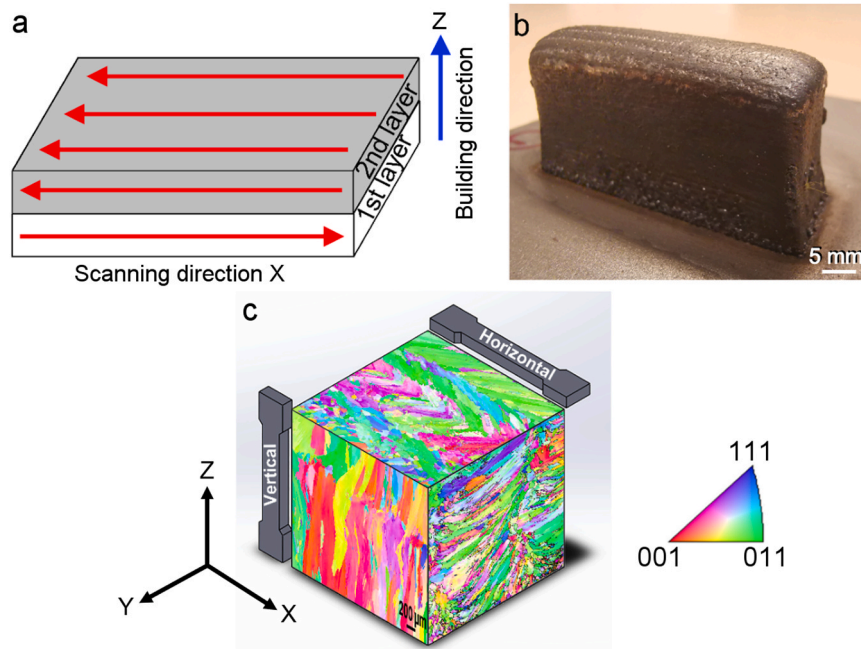 a
Z
2nd layer
1st layer
Building direction
Scanning direction X
b
5 mm
c
Horizontal
Vertical
Z
Y
X
200 μm
111
001
011